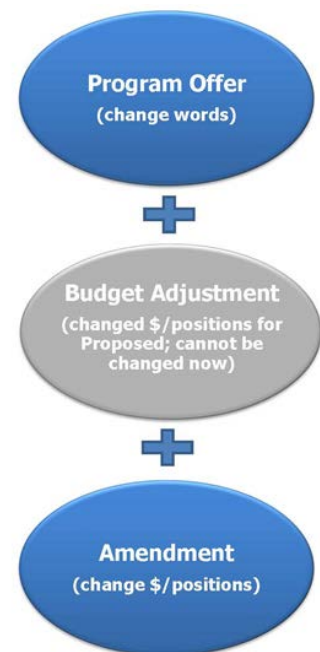 Program Offer
(change words)
Budget Adjustment
(changed $/positions for
Proposed; cannot be
changed now)
Amendment
(change $/positions)